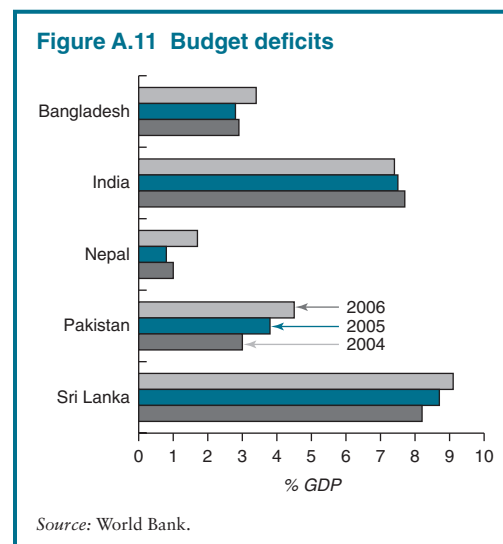 Figure A.11 Budget deficits
Bangladesh
India
Nepal
Pakistan
2006
2005
2004
Sri Lanka
0 1 2 3 4 5 6 7 8 9 10
% GDP
Source: World Bank.